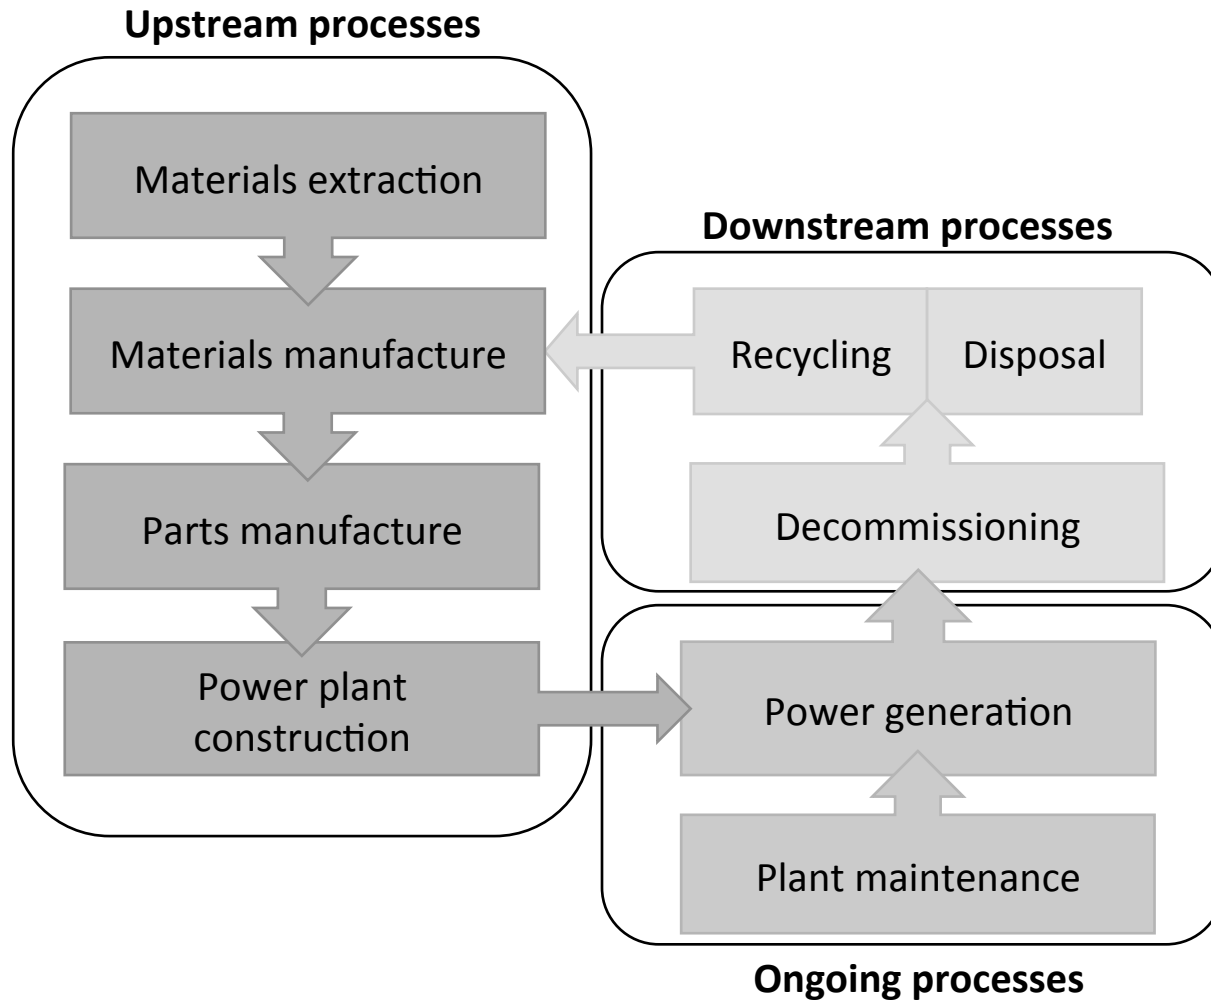 Upstream processes
Materials extraction
Materials manufacture
Parts manufacture
Power plant
construction
Downstream processes
Recycling
Disposal
Decommissioning
Power generation
Plant maintenance
Ongoing processes